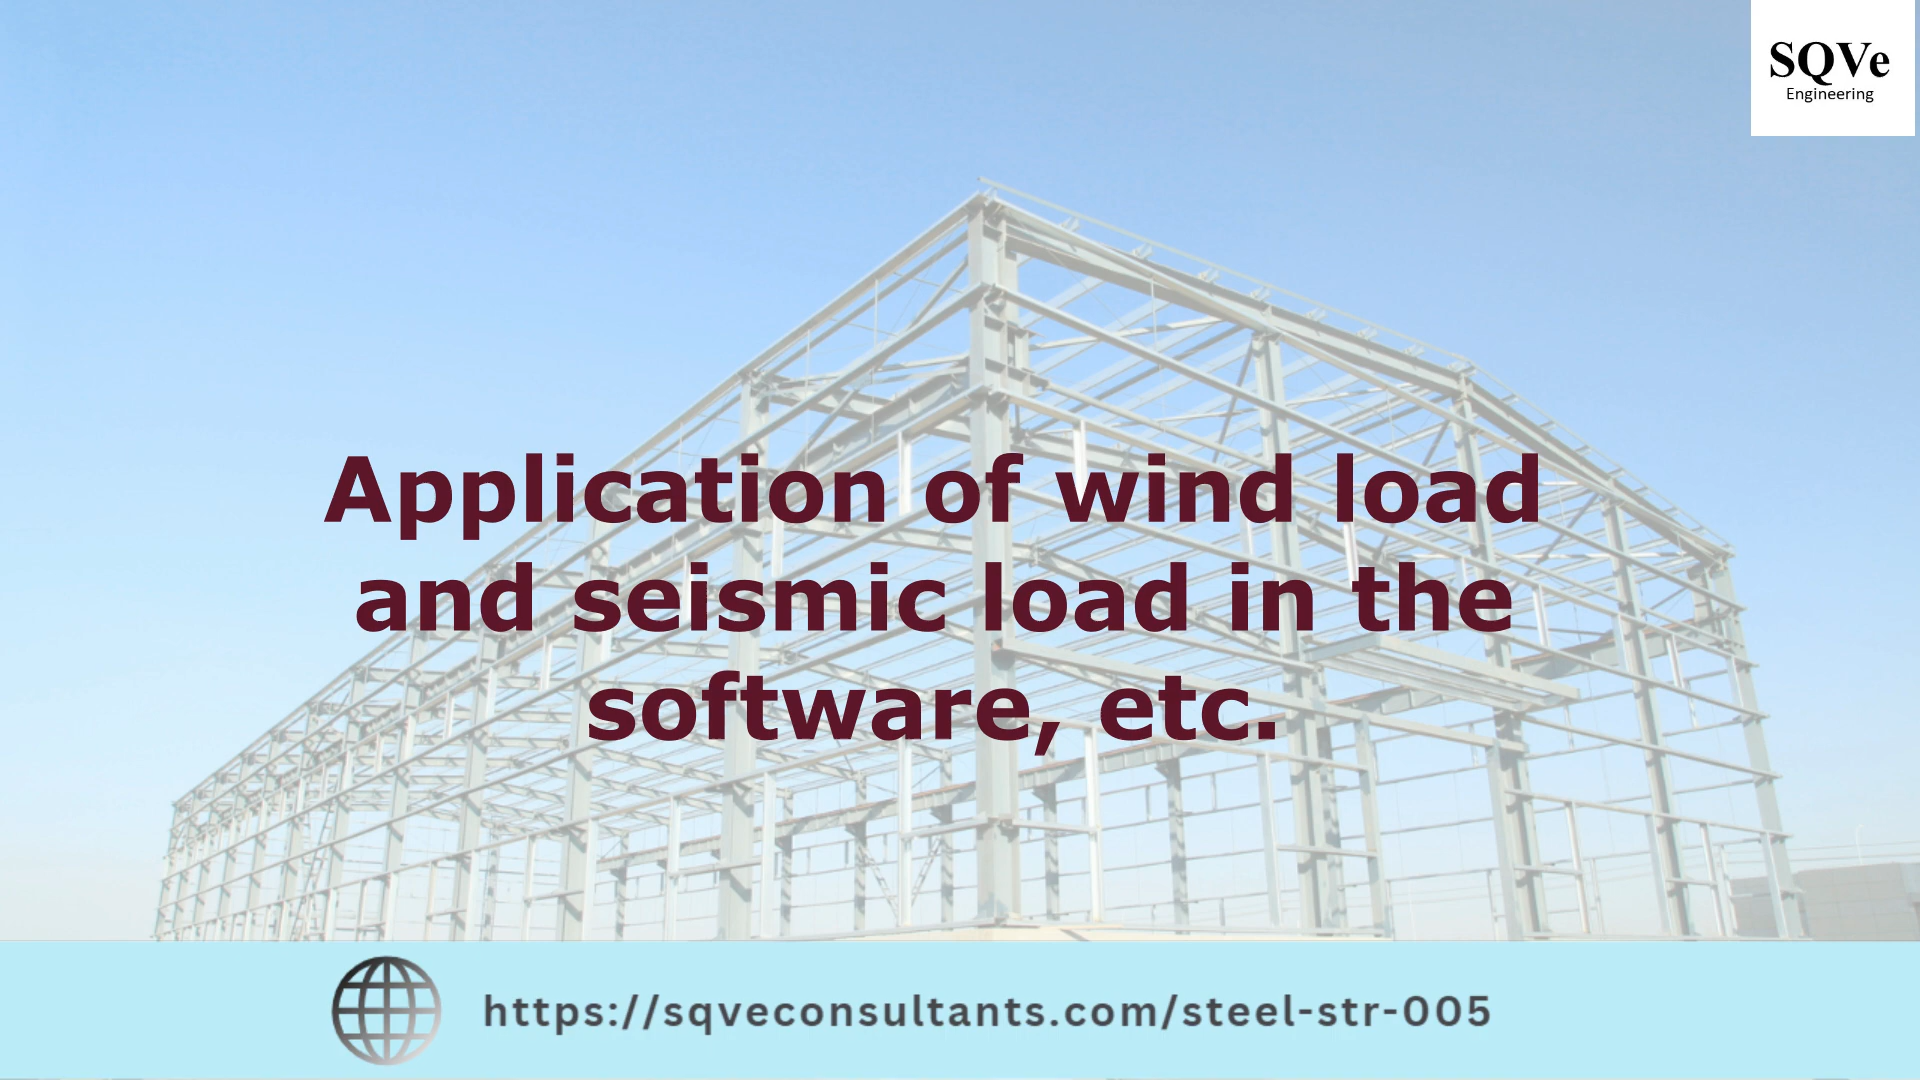 SQVe
Engineering
Application of wind load
and seismic load in the
software, etc.
https://sqveconsultants.com/steel-str-005